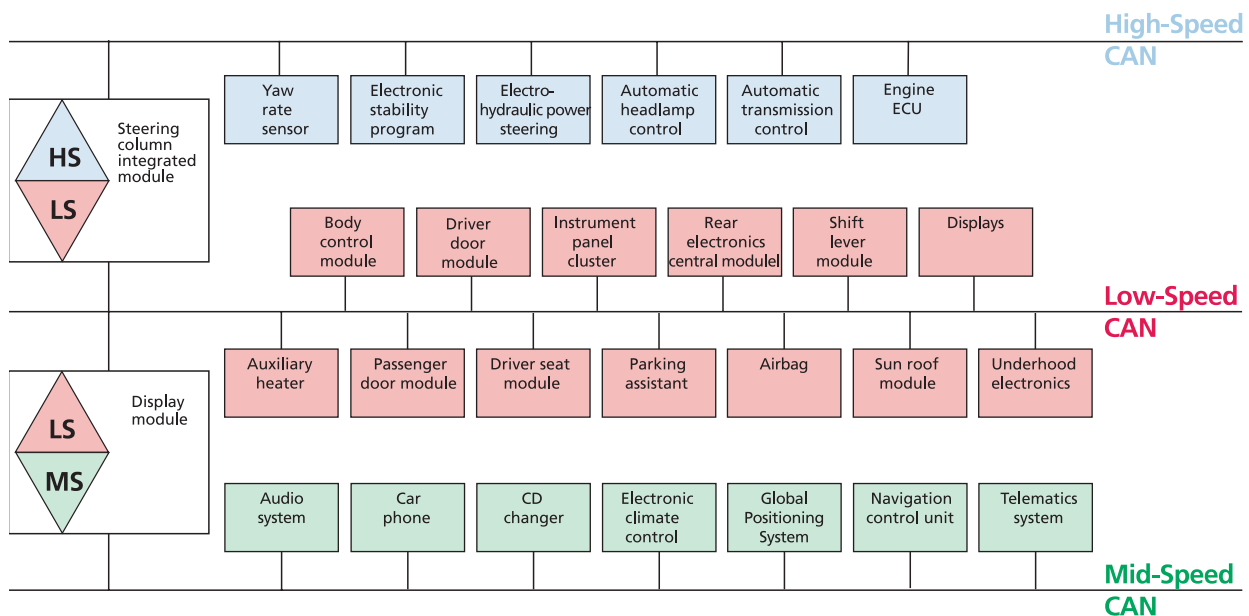 High-Speed
CAN
Yaw
rate
sensor
Electronic
stability
program
Electro-
hydraulic power
steering
Automatic
headlamp
control
Automatic
transmission
control
Engine
ECU
HS
LS
Steering
column
integrated
module
Body
control
module
Driver
door
module
Instrument
panel
cluster
Rear
electronics
central modulel
Shift
lever
module
Displays
Low-Speed
CAN
Auxiliary
heater
Passenger
door module
Driver seat
module
Parking
assistant
Airbag
Sun roof
module
Underhood
electronics
LS
MS
Display
module
Audio
system
Car
phone
CD
changer
Electronic
climate
control
Global
Positioning
System
Navigation
control unit
Telematics
system
Mid-Speed
CAN